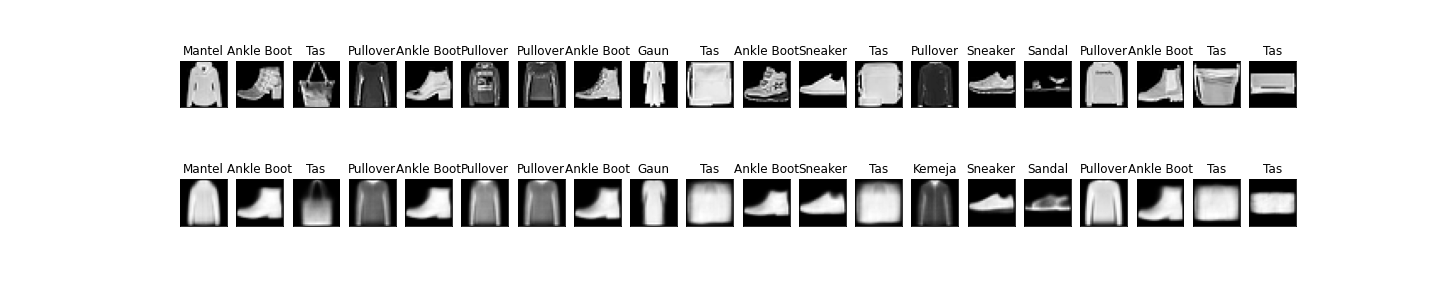 Mantel Ankle Boot Tas Pullover Ankle Boot Pullover Pullover Ankle Boot Gaun Tas Ankle Boot Sneaker Tas Pullover Sneaker Sandal Pullover Ankle Boot Tas Tas
Mantel Ankle Boot Tas Pullover Ankle Boot Pullover Pullover Ankle Boot Gaun Tas Ankle Boot Sneaker Tas Kemeja Sneaker Sandal Pullover Ankle Boot Tas Tas